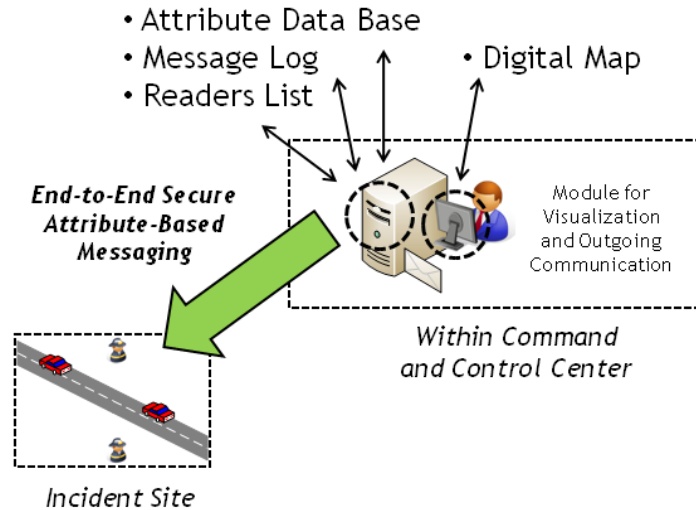 • Attribute Data Base
• Message Log
• Readers List
• Digital Map
End-to-End Secure
Attribute-Based
Messaging
Module for
Visualization
and Outgoing
Communication
Within Command
and Control Center
Incident Site